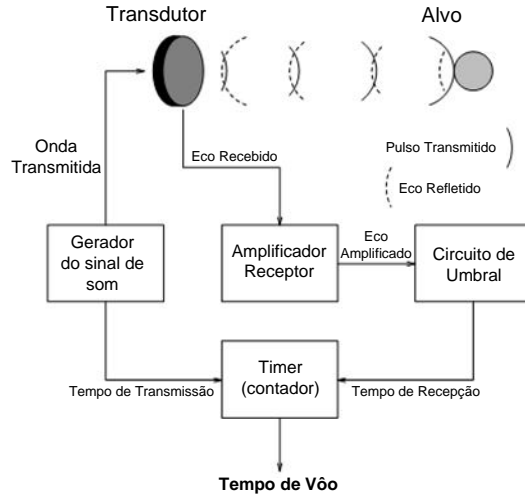 Transdutor
Alvo
Onda
Transmitida
Eco Recebido
Pulso Transmitido
Eco Refletido
Gerador
do sinal de
som
Amplificador
Receptor
Eco
Amplificado
Circuito de
Umbral
Tempo de Transmissão
Timer
(contador)
Tempo de Recepção
Tempo de Vôo